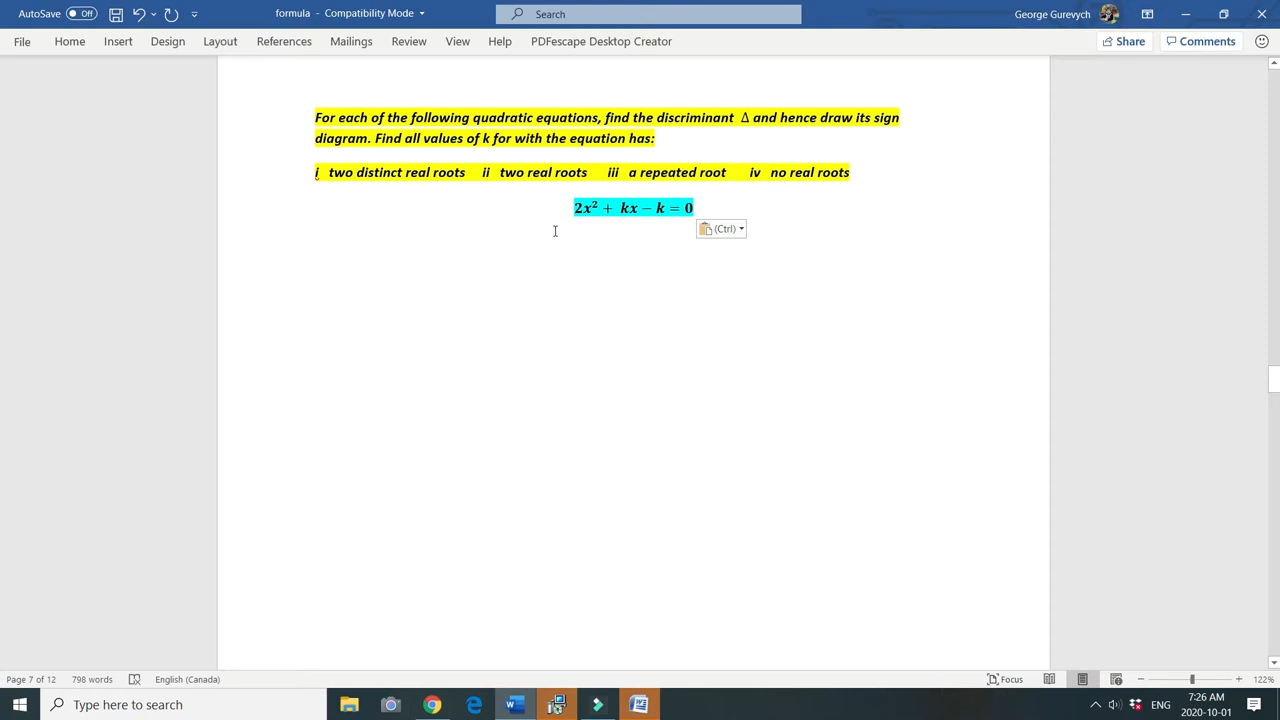 AutoSave Off formula - Compatibility Mode Search George Gurevych
File Home Insert Design Layout References Mailings Review View Help PDFescape Desktop Creator Share Comments
For each of the following quadratic equations, find the discriminant Δ and hence draw its sign
diagram. Find all values of k for with the equation has:
i two distinct real roots ii two real roots iii a repeated root iv no real roots
2x² + kx − k = 0
(Ctrl)
Page 7 of 12 798 words English (Canada) Focus 122%
Type here to search ENG 7:26 AM
2020-10-01